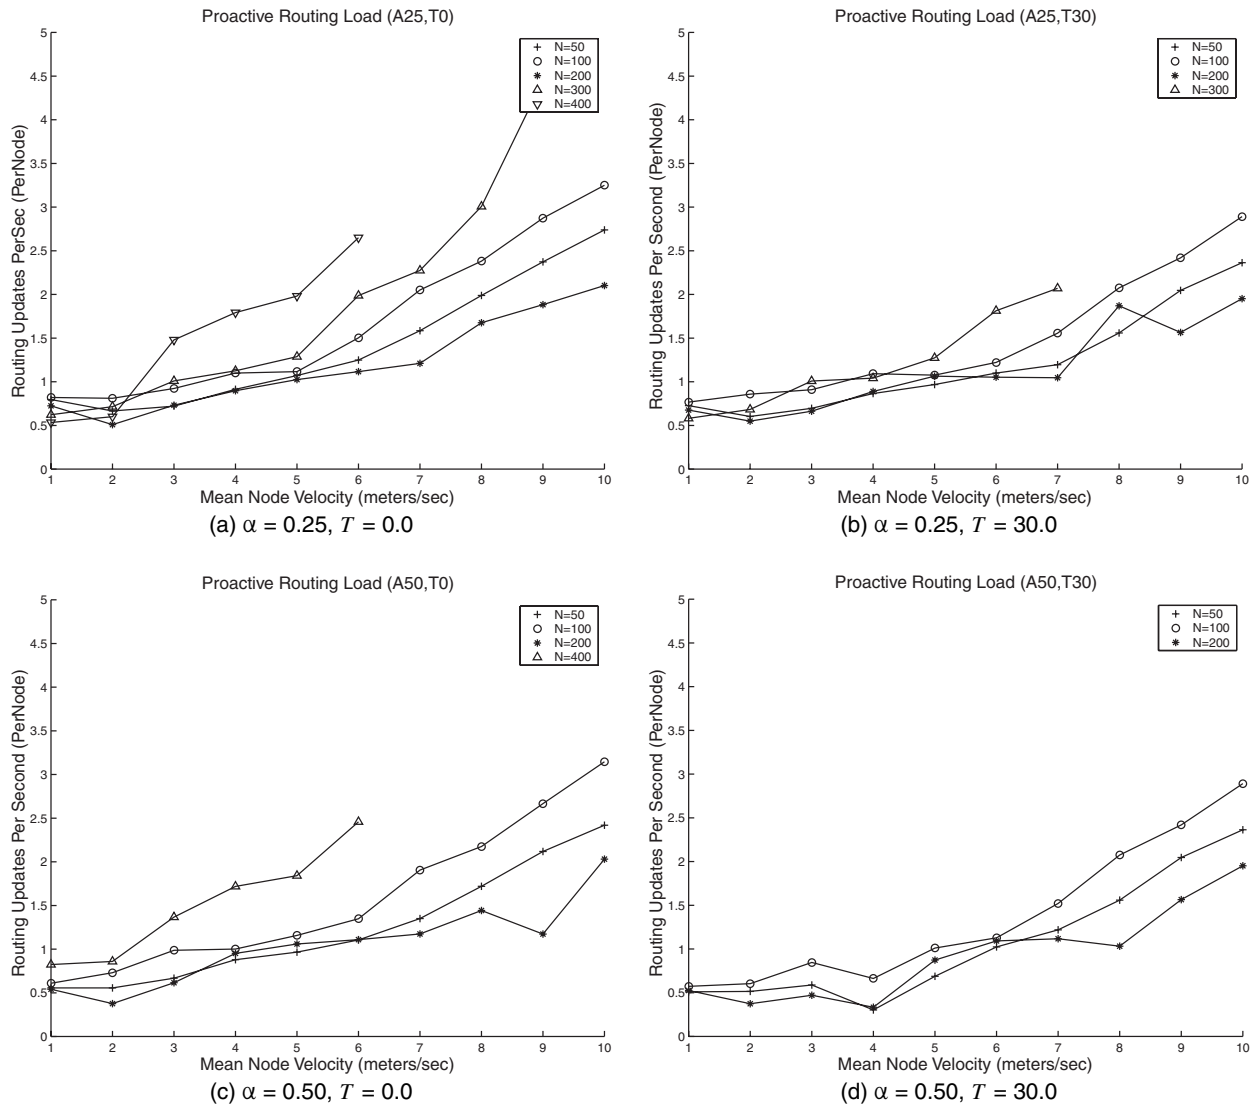 Proactive Routing Load (A25,T0)
5
4.5
4
3.5
3
2.5
2
1.5
1
0.5
0
Routing Updates PerSec (PerNode)
N=50
N=100
N=200
N=300
N=400
1 2 3 4 5 6 7 8 9 10
Mean Node Velocity (meters/sec)
(a) α = 0.25, T = 0.0
Proactive Routing Load (A25,T30)
5
4.5
4
3.5
3
2.5
2
1.5
1
0.5
0
Routing Updates Per Second (PerNode)
N=50
N=100
N=200
N=300
1 2 3 4 5 6 7 8 9 10
Mean Node Velocity (meters/sec)
(b) α = 0.25, T = 30.0
Proactive Routing Load (A50,T0)
5
4.5
4
3.5
3
2.5
2
1.5
1
0.5
0
Routing Updates Per Second (PerNode)
N=50
N=100
N=200
N=400
1 2 3 4 5 6 7 8 9 10
Mean Node Velocity (meters/sec)
(c) α = 0.50, T = 0.0
Proactive Routing Load (A50,T30)
5
4.5
4
3.5
3
2.5
2
1.5
1
0.5
0
Routing Updates Per Second (PerNode)
N=50
N=100
N=200
1 2 3 4 5 6 7 8 9 10
Mean Node Velocity (meters/sec)
(d) α = 0.50, T = 30.0